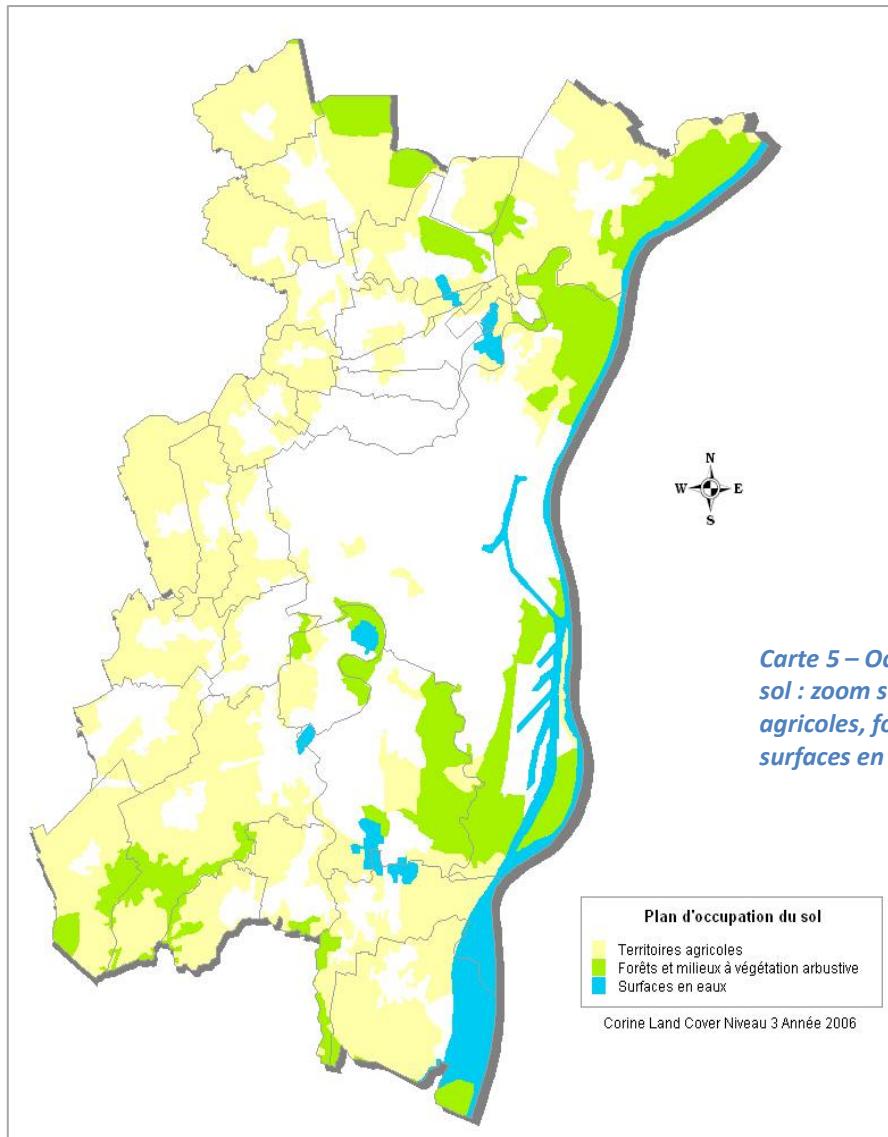 N
W E
S
Carte 5 – Oc
sol : zoom s
agricoles, fo
surfaces en
Plan d'occupation du sol
Territoires agricoles
Forêts et milieux à végétation arbustive
Surfaces en eaux
Corine Land Cover Niveau 3 Année 2006